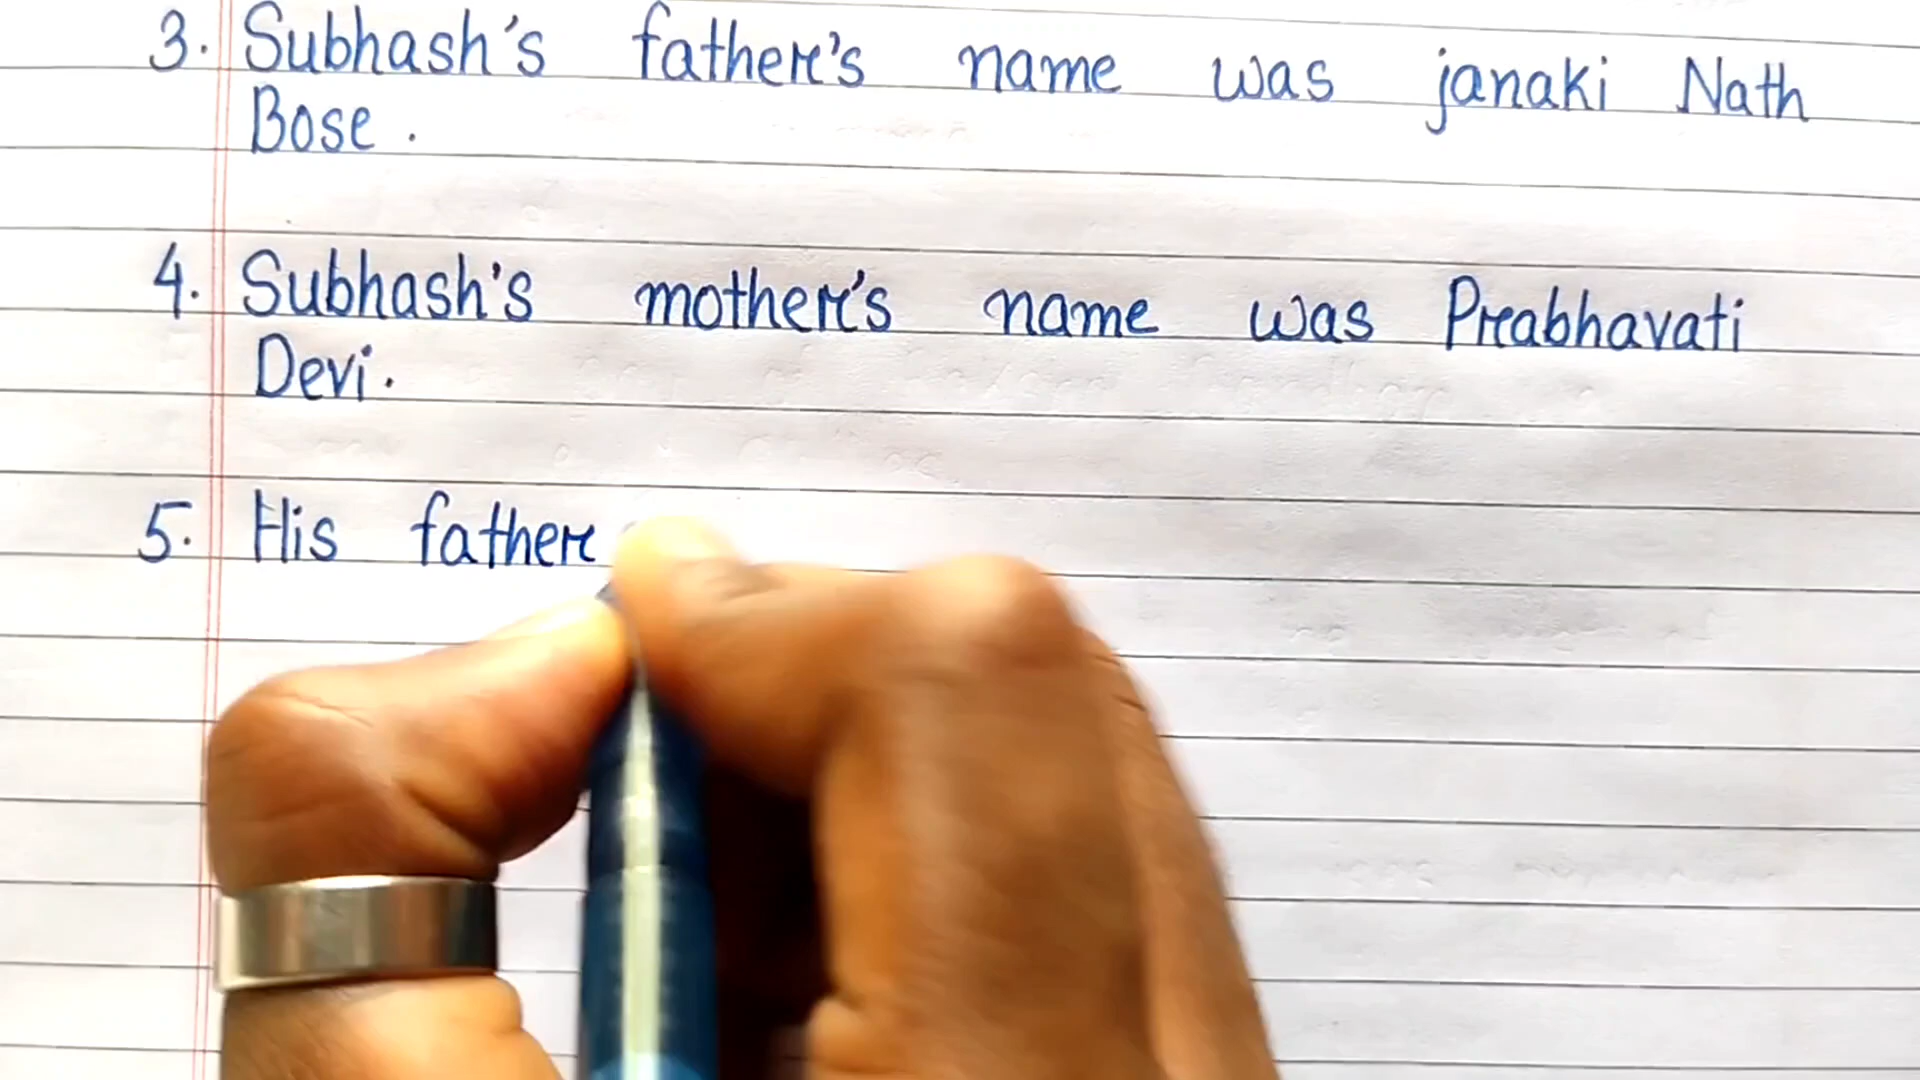 3. Subhash's father's name was janaki Nath
Bose.
4. Subhash's mother's name was Prabhavati
Devi.
5. His father